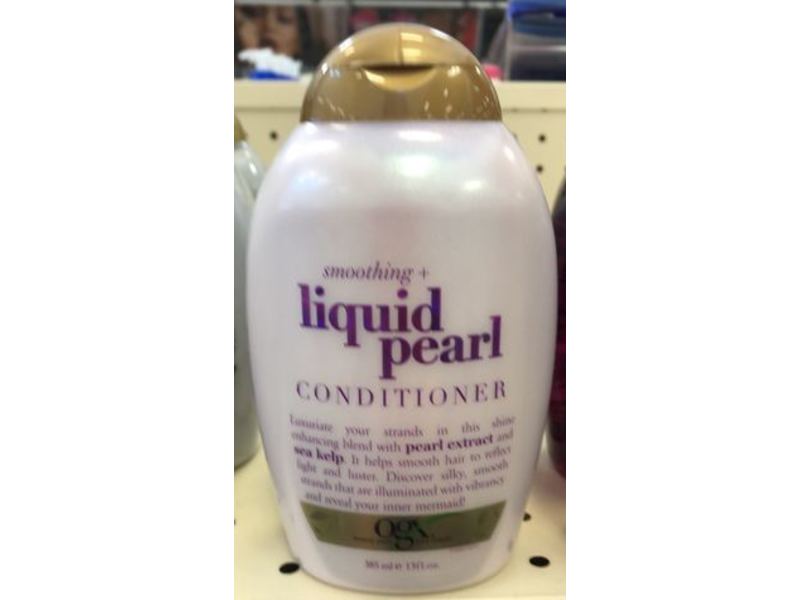 smoothing +
liquid
pearl
CONDITIONER
Luxuriate your strands in this shine
enhancing blend with pearl extract and
sea kelp. It helps smooth hair to reflect
light and luster. Discover silky, smooth
strands that are illuminated with vibrancy
and reveal your inner mermaid!
ogx
385 ml e 13 fl. oz.